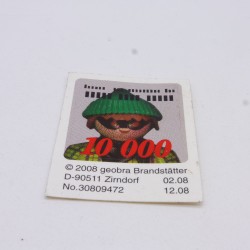 10 000
© 2008 geobra Brandstätter
D-90511 Zirndorf 02.08
No.30809472 12.08